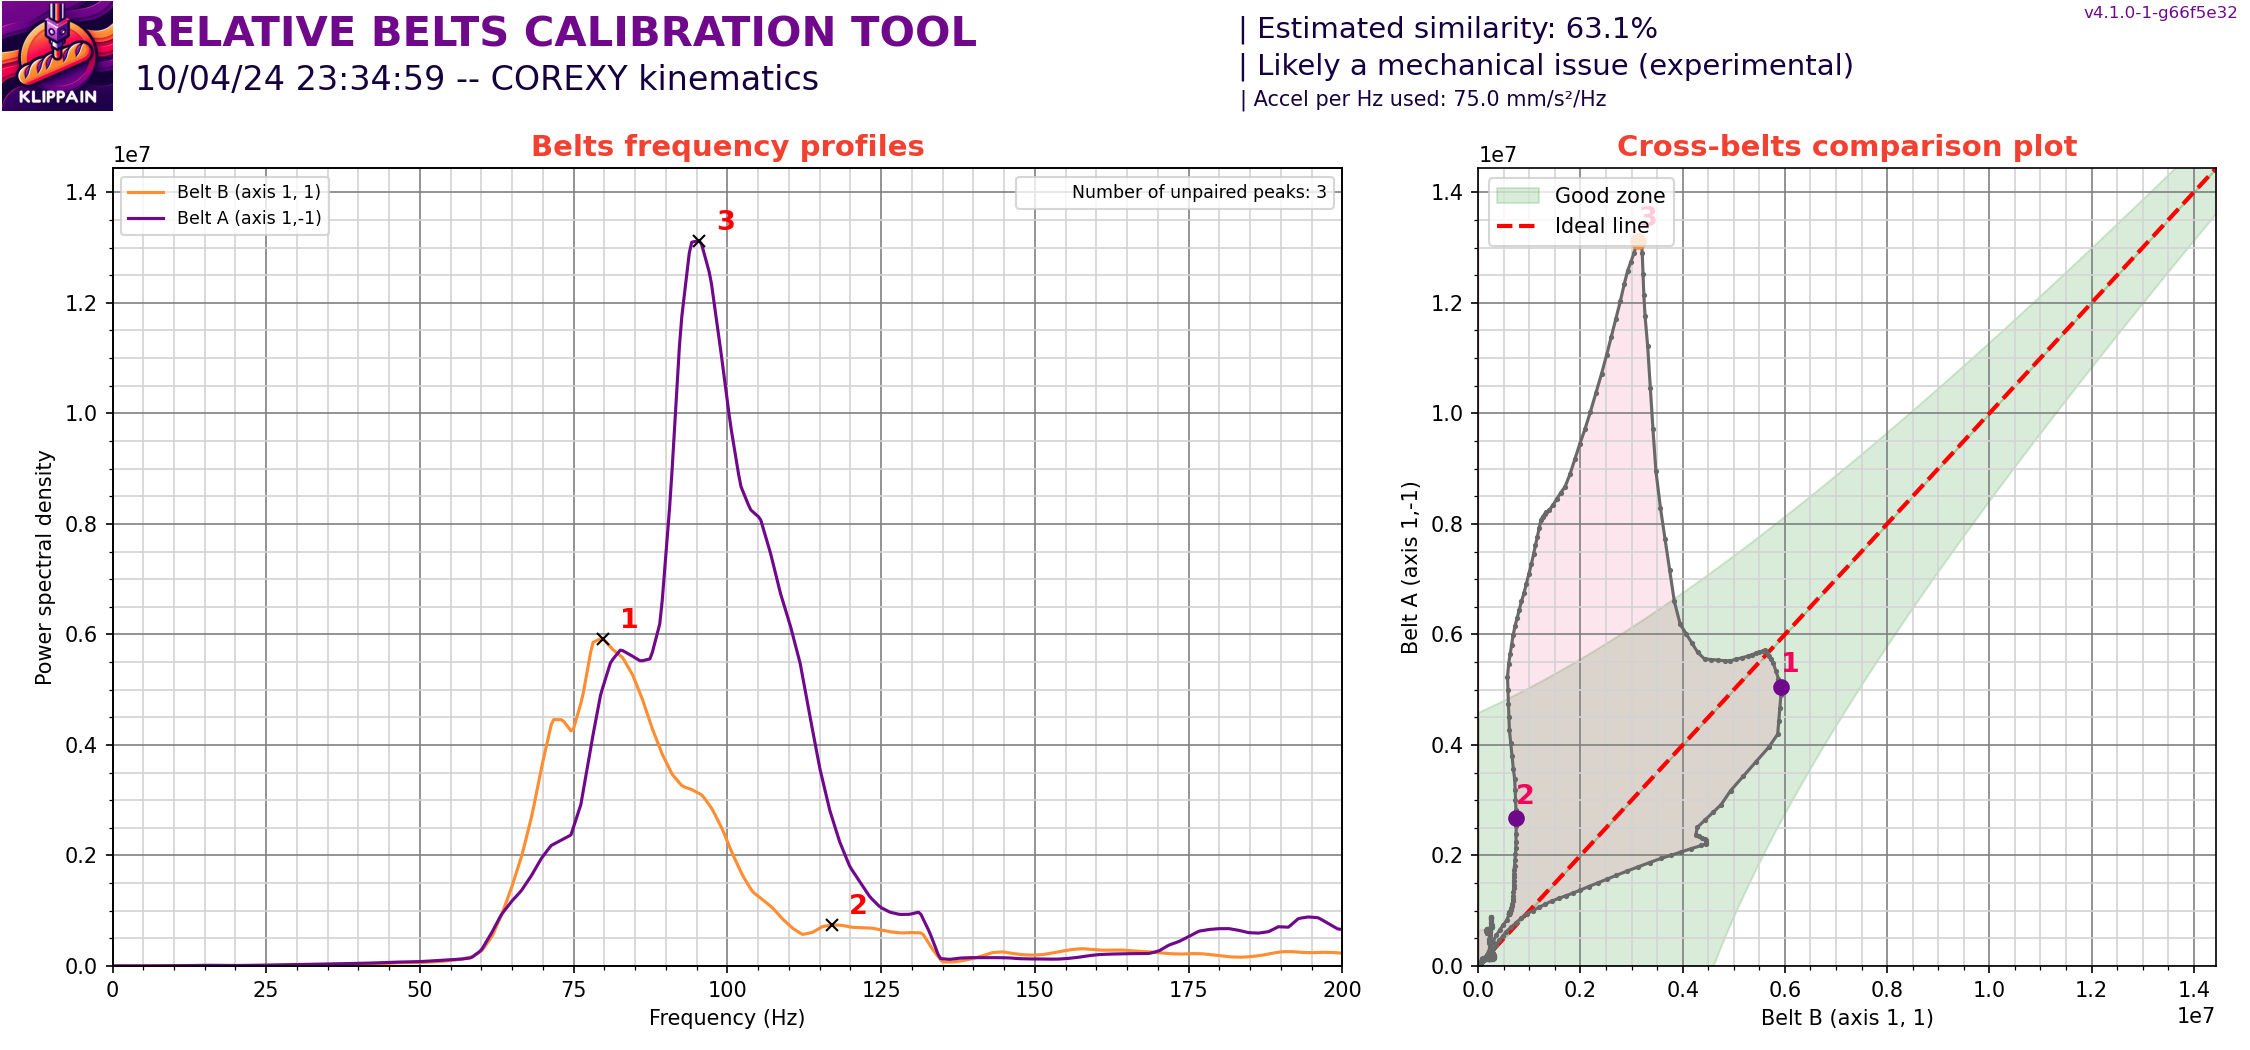 KLIPPAIN
RELATIVE BELTS CALIBRATION TOOL
10/04/24 23:34:59 -- COREXY kinematics
| Estimated similarity: 63.1%
| Likely a mechanical issue (experimental)
| Accel per Hz used: 75.0 mm/s²/Hz
v4.1.0-1-g66f5e32
Belts frequency profiles
1e7
Belt B (axis 1, 1)
Belt A (axis 1,-1)
Number of unpaired peaks: 3
3
1
2
1.4
1.2
1.0
0.8
0.6
0.4
0.2
0.0
Power spectral density
0 25 50 75 100 125 150 175 200
Frequency (Hz)
Cross-belts comparison plot
1e7
Good zone
Ideal line
3
1
2
1.4
1.2
1.0
0.8
0.6
0.4
0.2
0.0
Belt A (axis 1,-1)
0.0 0.2 0.4 0.6 0.8 1.0 1.2 1.4
Belt B (axis 1, 1)
1e7